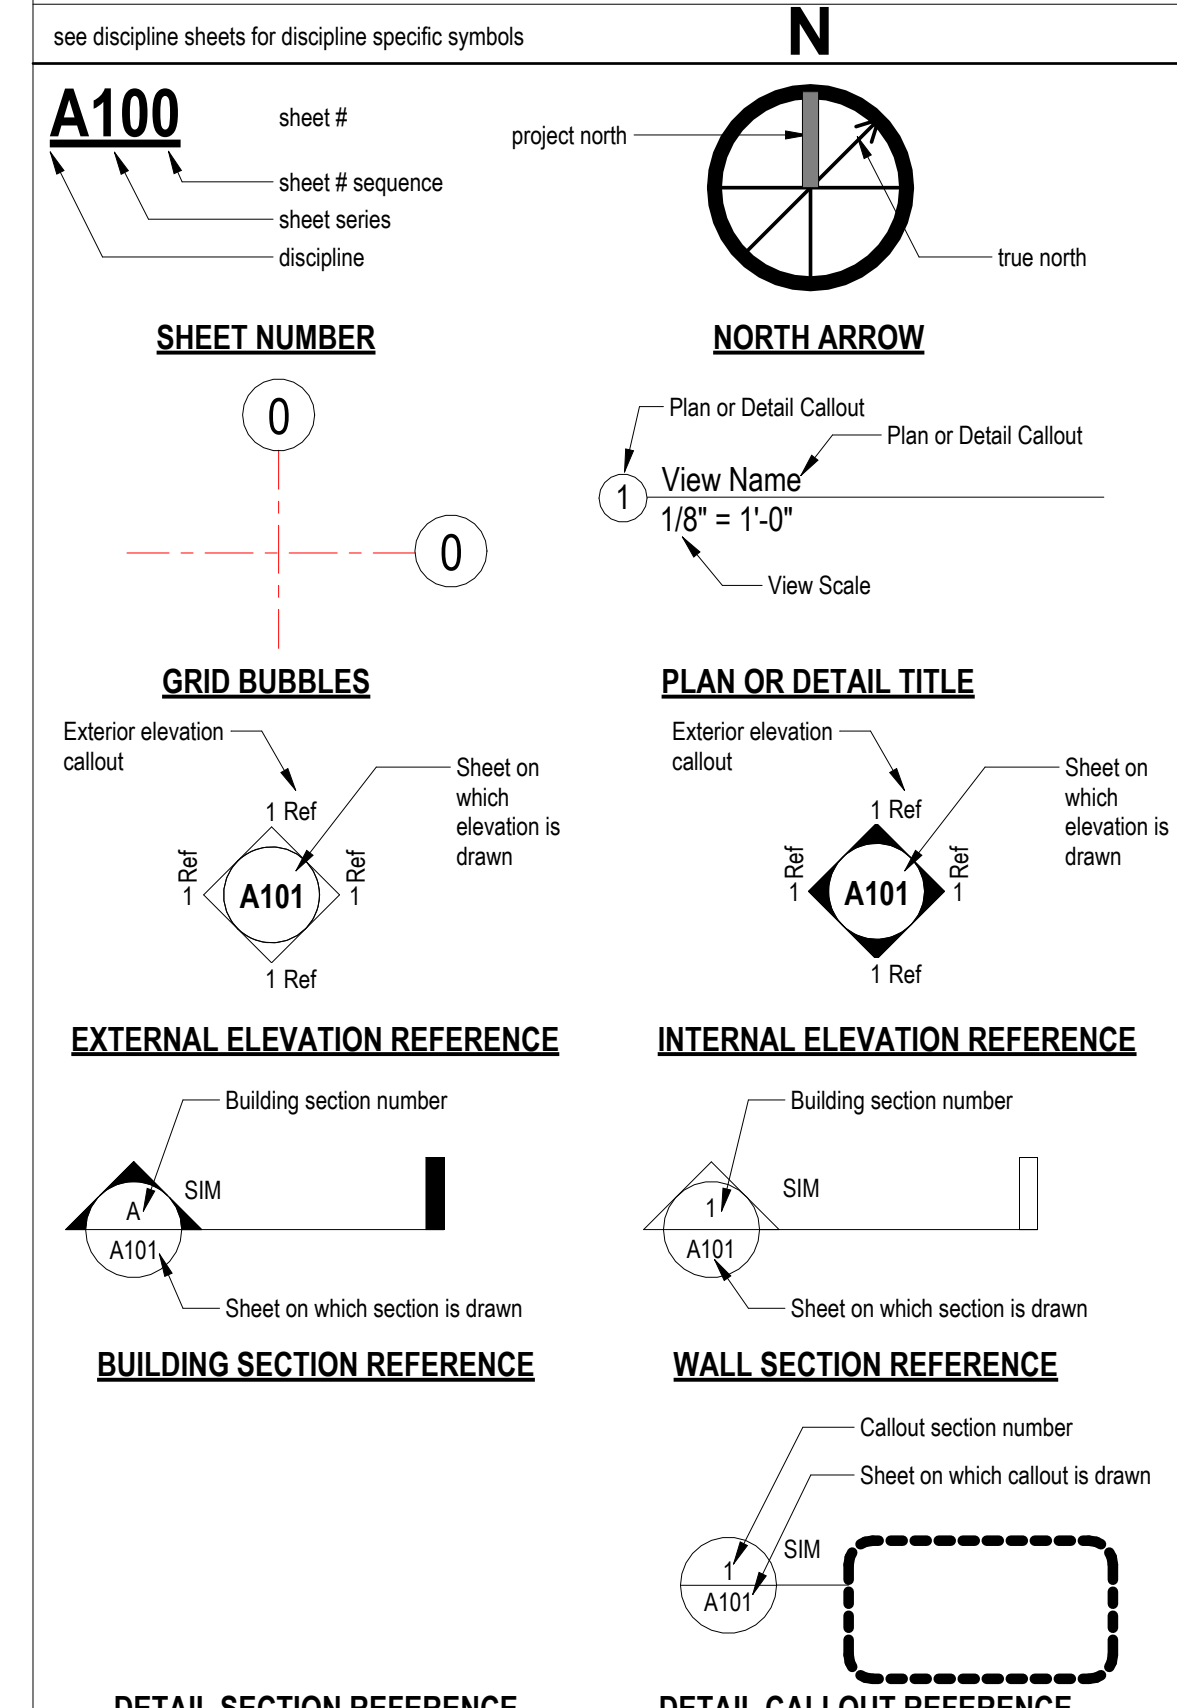 see discipline sheets for discipline specific symbols
N
A100
sheet #
sheet # sequence
sheet series
discipline
project north
true north
SHEET NUMBER
NORTH ARROW
0
0
Plan or Detail Callout
Plan or Detail Callout
1
View Name
1/8" = 1'-0"
View Scale
GRID BUBBLES
PLAN OR DETAIL TITLE
Exterior elevation
callout
Sheet on
which
elevation is
drawn
1 Ref
1 Ref
A101
1 Ref
1 Ref
Exterior elevation
callout
Sheet on
which
elevation is
drawn
1 Ref
1 Ref
A101
1 Ref
1 Ref
EXTERNAL ELEVATION REFERENCE
INTERNAL ELEVATION REFERENCE
Building section number
SIM
A
A101
Sheet on which section is drawn
Building section number
SIM
1
A101
Sheet on which section is drawn
BUILDING SECTION REFERENCE
WALL SECTION REFERENCE
Callout section number
Sheet on which callout is drawn
SIM
1
A101
DETAIL SECTION REFERENCE
DETAIL CALLOUT REFERENCE